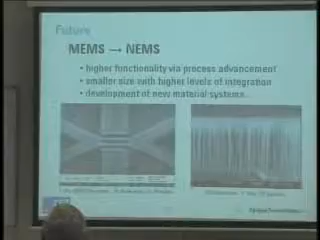 Future
MEMS → NEMS
• higher functionality via process advancement
• smaller size with higher levels of integration
• development of new material systems